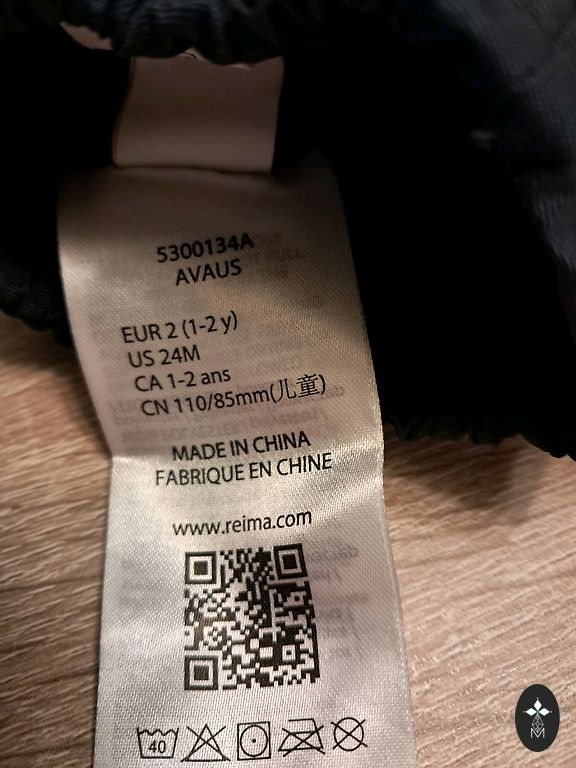 5300134A
AVAUS
EUR 2 (1-2 y)
US 24M
CA 1-2 ans
CN 110/85mm(儿童)
MADE IN CHINA
FABRIQUE EN CHINE
www.reima.com
40
M